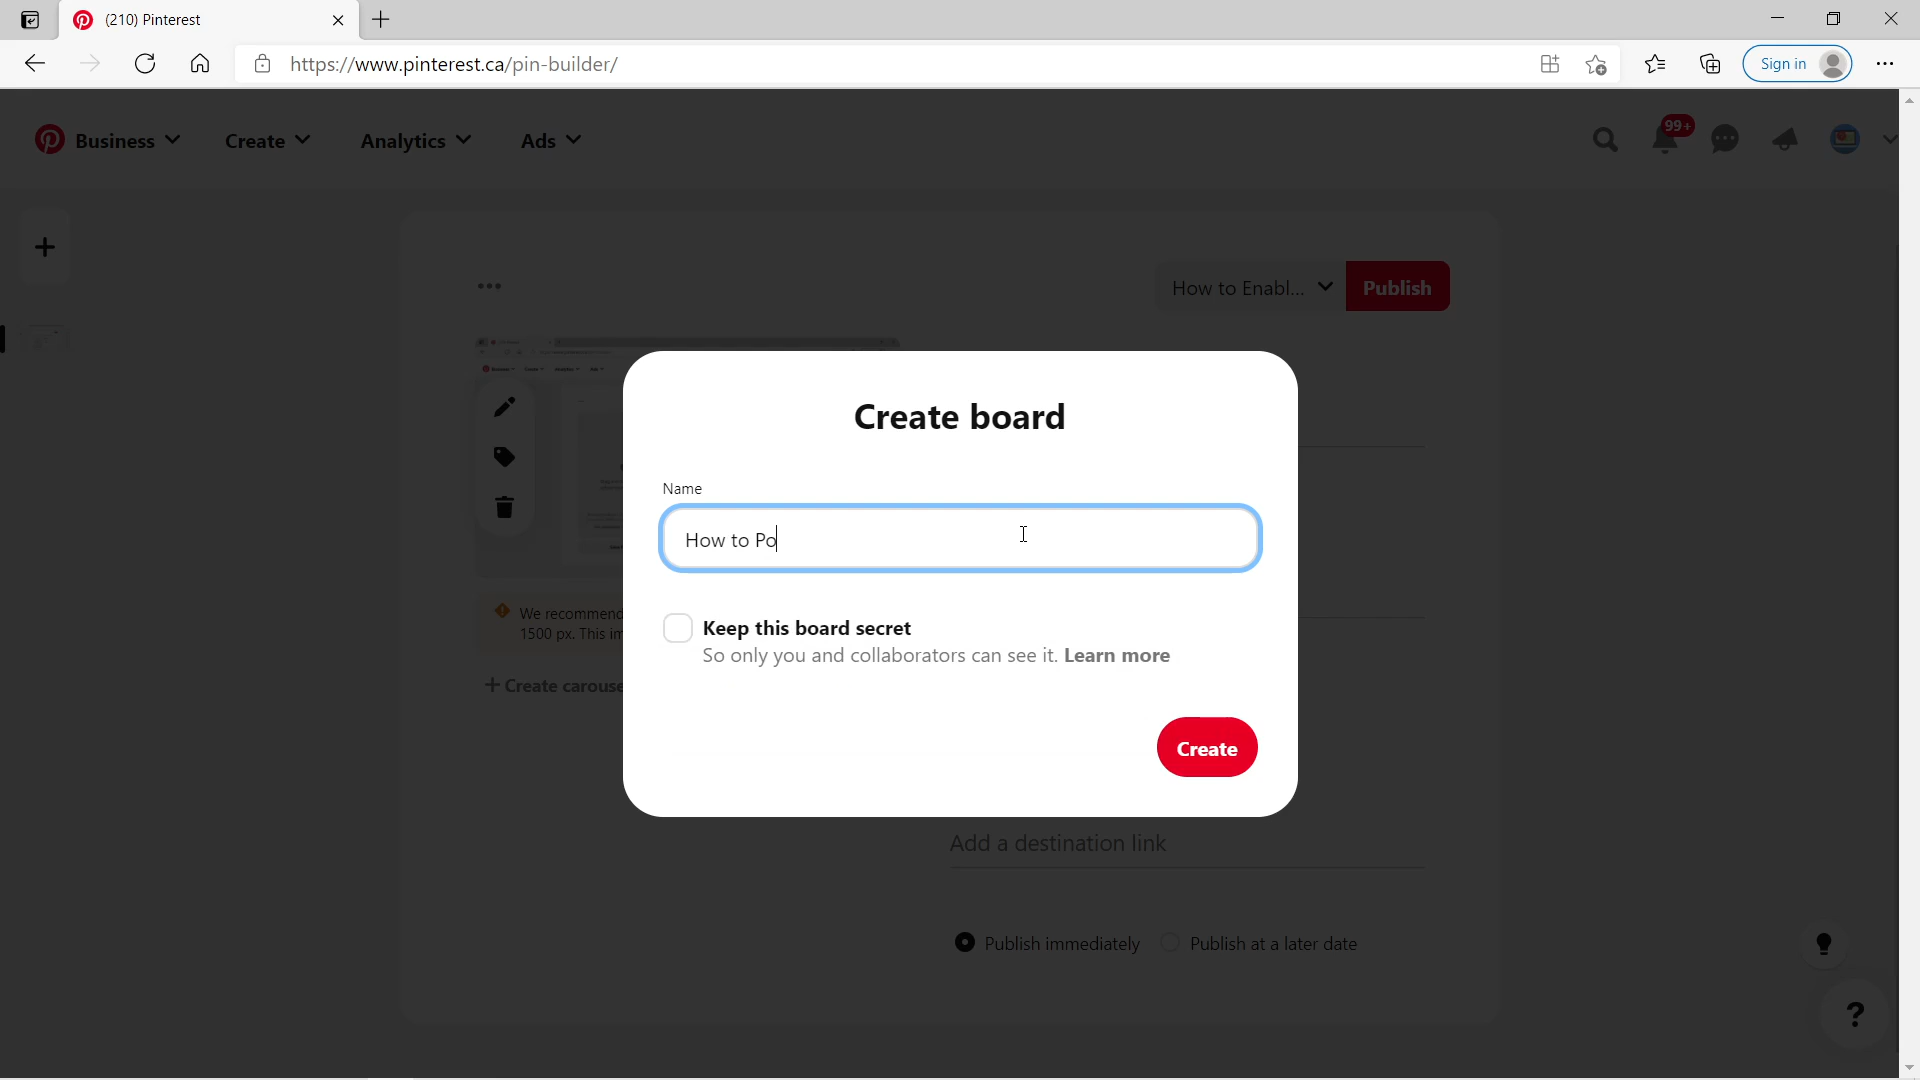 (210) Pinterest
https://www.pinterest.ca/pin-builder/
Sign in
Business
Create
Analytics
Ads
99+
How to Enabl...
Publish
Create board
Name
How to Po
Keep this board secret
So only you and collaborators can see it. Learn more
Create
We recommend
1500 px. This im
+ Create carouse
Add a destination link
Publish immediately
Publish at a later date
?